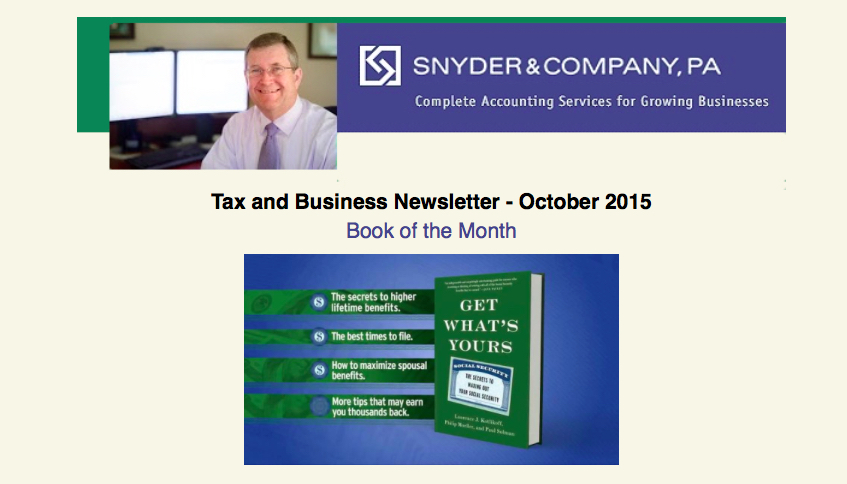 SNYDER & COMPANY, PA
Complete Accounting Services for Growing Businesses
Tax and Business Newsletter - October 2015
Book of the Month
The secrets to higher
lifetime benefits.
The best times to file.
How to maximize spousal
benefits.
More tips that may earn
you thousands back.
GET
WHAT'S
YOURS
SOCIAL SECURITY
THE SECRETS TO
MAXING OUT
YOUR SOCIAL SECURITY
Laurence J. Kotlikoff,
Philip Moeller, and Paul Solman